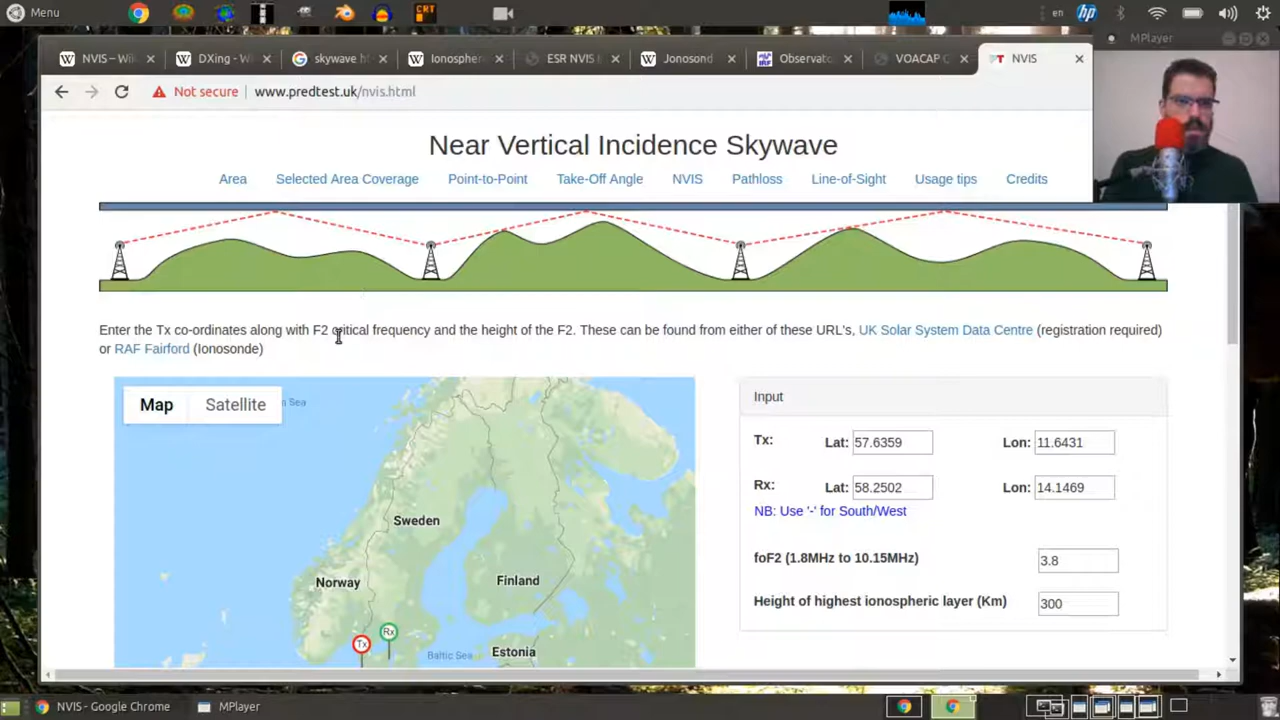 Menu
en
hp
MPlayer
NVIS – Wi
DXing - W
skywave h
Ionosphere
ESR NVIS
Jonosond
Observato
VOACAP
NVIS
Not secure
www.predtest.uk/nvis.html
Near Vertical Incidence Skywave
Area Selected Area Coverage Point-to-Point Take-Off Angle NVIS Pathloss Line-of-Sight Usage tips Credits
Enter the Tx co-ordinates along with F2 critical frequency and the height of the F2. These can be found from either of these URL's, UK Solar System Data Centre (registration required)
or RAF Fairford (Ionosonde)
Map Satellite
n Sea
Sweden
Norway
Finland
Estonia
Baltic Sea
Tx
Rx
Input
Tx: Lat: 57.6359 Lon: 11.6431
Rx: Lat: 58.2502 Lon: 14.1469
NB: Use '-' for South/West
foF2 (1.8MHz to 10.15MHz) 3.8
Height of highest ionospheric layer (Km) 300
NVIS - Google Chrome
MPlayer